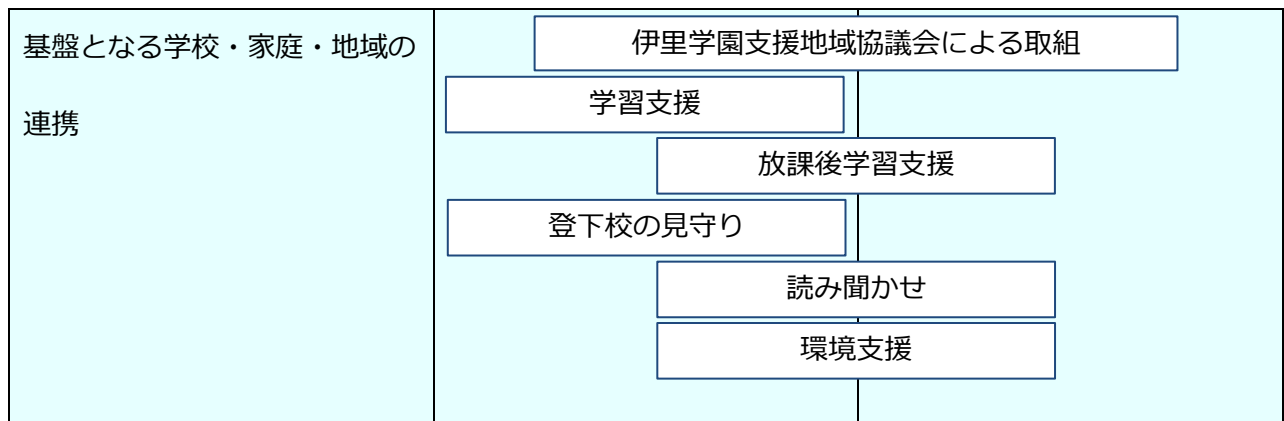 基盤となる学校・家庭・地域の
連携
伊里学園支援地域協議会による取組
学習支援
放課後学習支援
登下校の見守り
読み聞かせ
環境支援